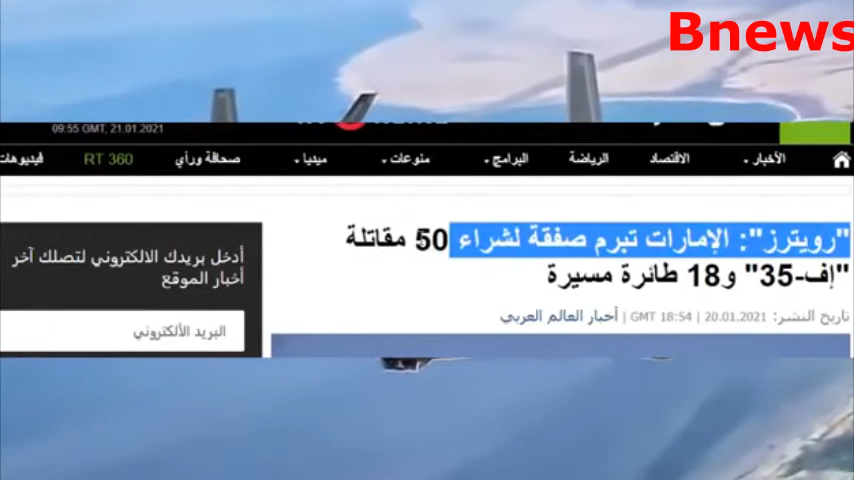 Bnews
09:55 GMT, 21.01.2021
الأخبار
الاقتصاد
الرياضة
البرامج
منوعات
ميديا
صحافة ورأي
RT 360
فيديوهات
"رويترز": الإمارات تبرم صفقة لشراء 50 مقاتلة
"إف-35" و18 طائرة مسيرة
تاريخ النشر: 20.01.2021 | 18:54 GMT | أخبار العالم العربي
أدخل بريدك الالكتروني لتصلك آخر
أخبار الموقع
البريد الألكتروني